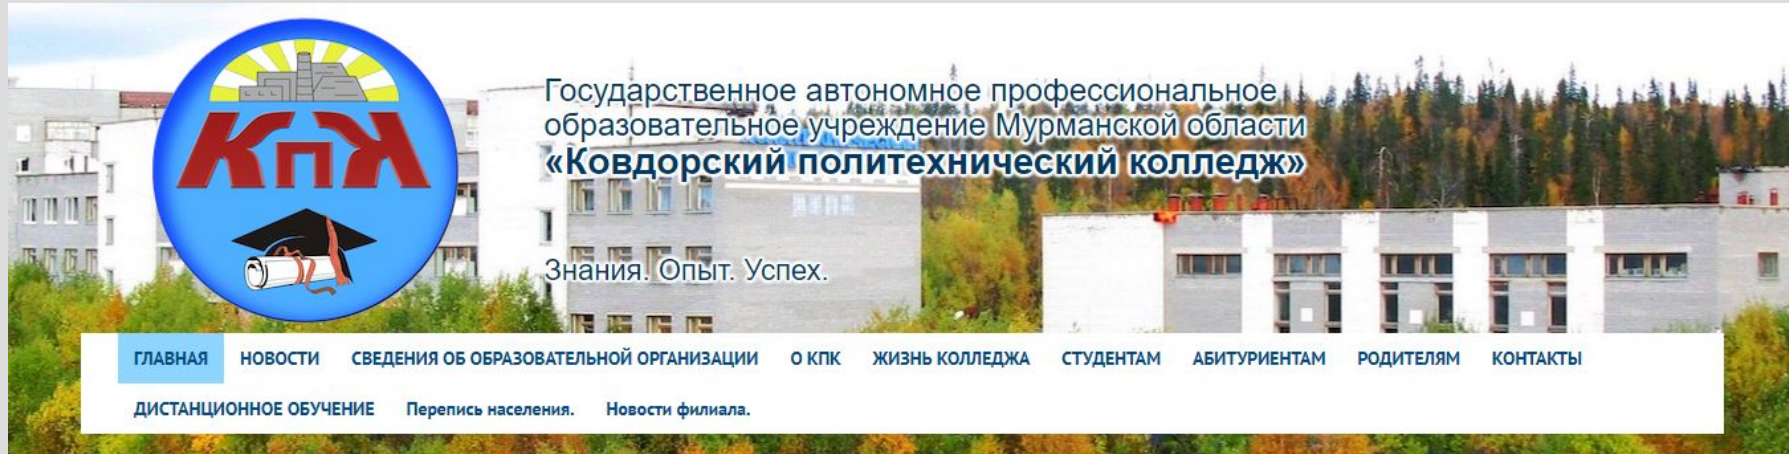 КПК
Государственное автономное профессиональное
образовательное учреждение Мурманской области
«Ковдорский политехнический колледж»
Знания. Опыт. Успех.
ГЛАВНАЯ НОВОСТИ СВЕДЕНИЯ ОБ ОБРАЗОВАТЕЛЬНОЙ ОРГАНИЗАЦИИ О КПК ЖИЗНЬ КОЛЛЕДЖА СТУДЕНТАМ АБИТУРИЕНТАМ РОДИТЕЛЯМ КОНТАКТЫ
ДИСТАНЦИОННОЕ ОБУЧЕНИЕ Перепись населения. Новости филиала.